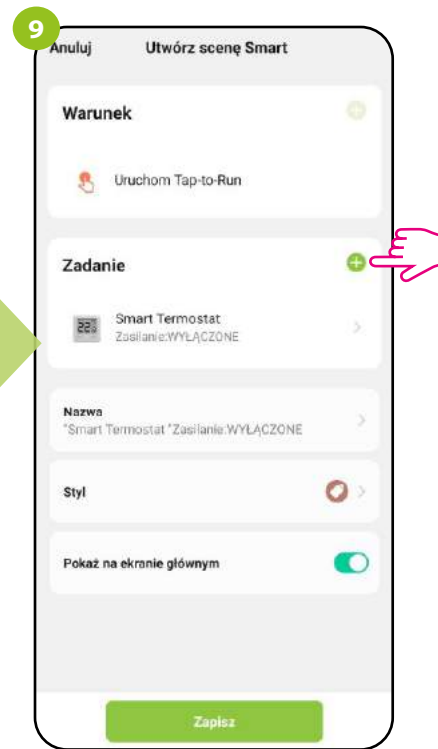 9
Anuluj Utwórz scenę Smart
Warunek
Uruchom Tap-to-Run
Zadanie
Smart Termostat
Zasilanie:WYŁĄCZONE
Nazwa
"Smart Termostat "Zasilanie:WYŁĄCZONE
Styl
Pokaż na ekranie głównym
Zapisz